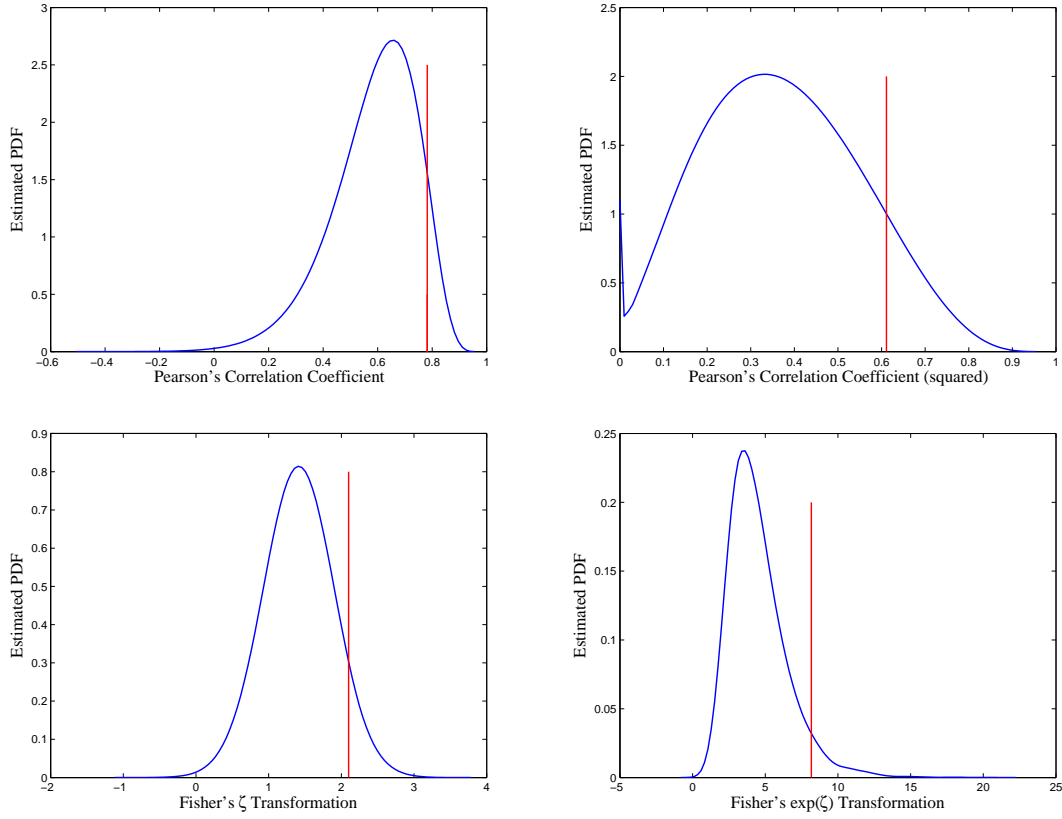 3
2.5
2
1.5
1
0.5
0
Estimated PDF
−0.6 −0.4 −0.2 0 0.2 0.4 0.6 0.8 1
Pearson's Correlation Coefficient
2.5
2
1.5
1
0.5
0
Estimated PDF
0 0.1 0.2 0.3 0.4 0.5 0.6 0.7 0.8 0.9 1
Pearson's Correlation Coefficient (squared)
0.9
0.8
0.7
0.6
0.5
0.4
0.3
0.2
0.1
0
Estimated PDF
−2 −1 0 1 2 3 4
Fisher's ζ Transformation
0.25
0.2
0.15
0.1
0.05
0
Estimated PDF
−5 0 5 10 15 20 25
Fisher's exp(ζ) Transformation